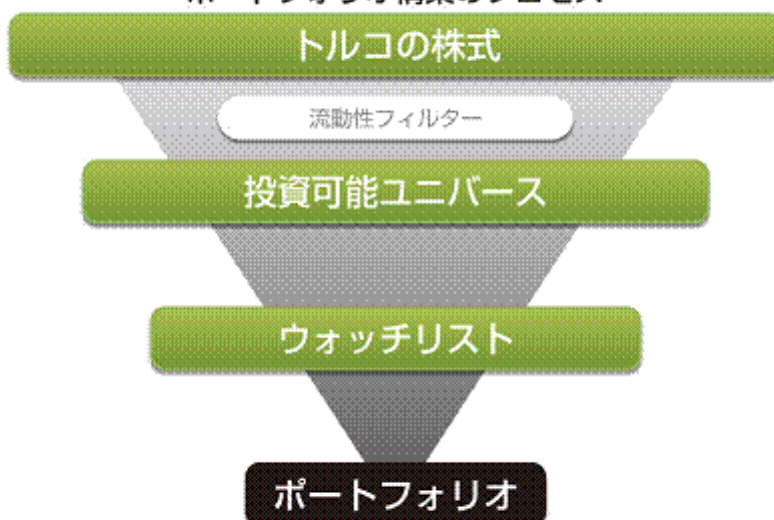 トルコの株式
流動性フィルター
投資可能ユニバース
ウォッチリスト
ポートフォリオ